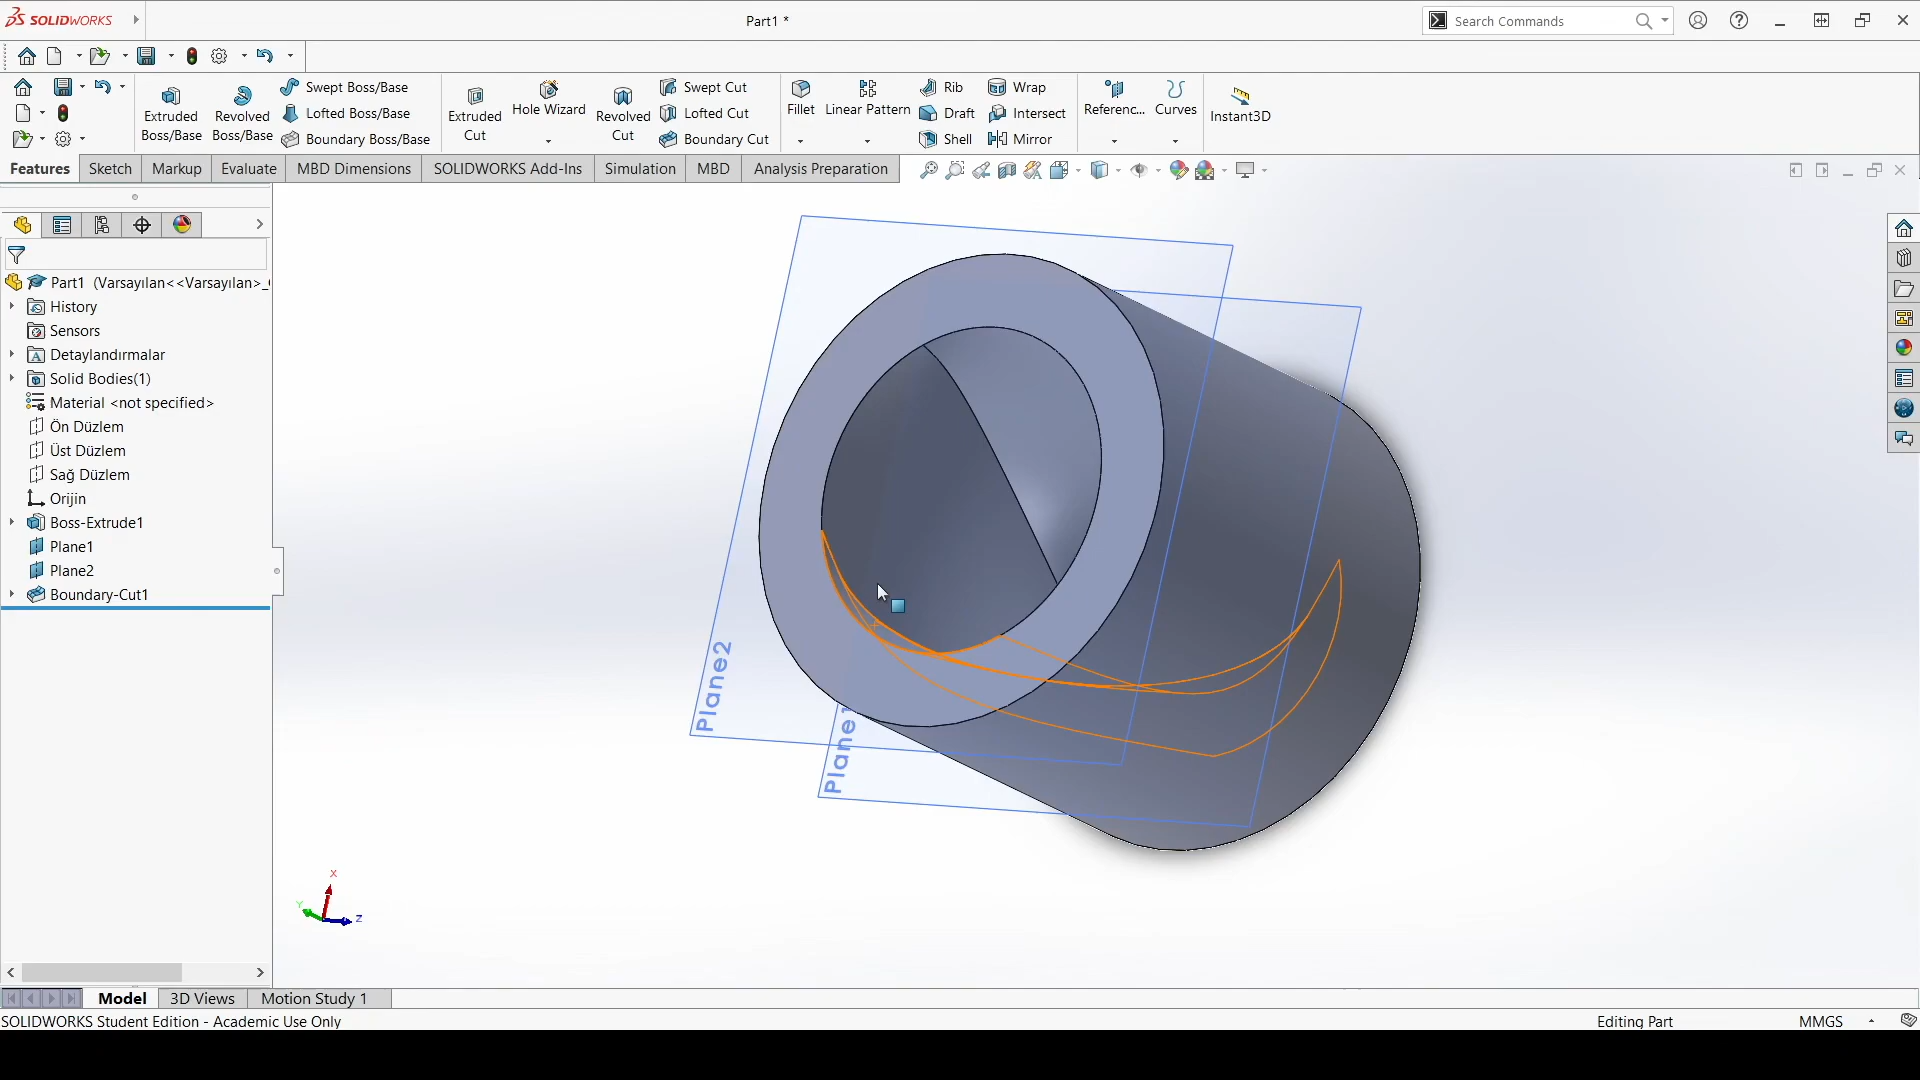 SOLIDWORKS
Part1 *
Search Commands
Extruded Boss/Base
Revolved Boss/Base
Swept Boss/Base
Lofted Boss/Base
Boundary Boss/Base
Extruded Cut
Hole Wizard
Revolved Cut
Swept Cut
Lofted Cut
Boundary Cut
Fillet
Linear Pattern
Rib
Draft
Shell
Wrap
Intersect
Mirror
Referenc...
Curves
Instant3D
Features
Sketch
Markup
Evaluate
MBD Dimensions
SOLIDWORKS Add-Ins
Simulation
MBD
Analysis Preparation
Part1 (Varsayılan<<Varsayılan>_
History
Sensors
Detaylandırmalar
Solid Bodies(1)
Material <not specified>
Ön Düzlem
Üst Düzlem
Sağ Düzlem
Orijin
Boss-Extrude1
Plane1
Plane2
Boundary-Cut1
Plane2
Plane1
X
Y
Z
Model
3D Views
Motion Study 1
SOLIDWORKS Student Edition - Academic Use Only
Editing Part
MMGS